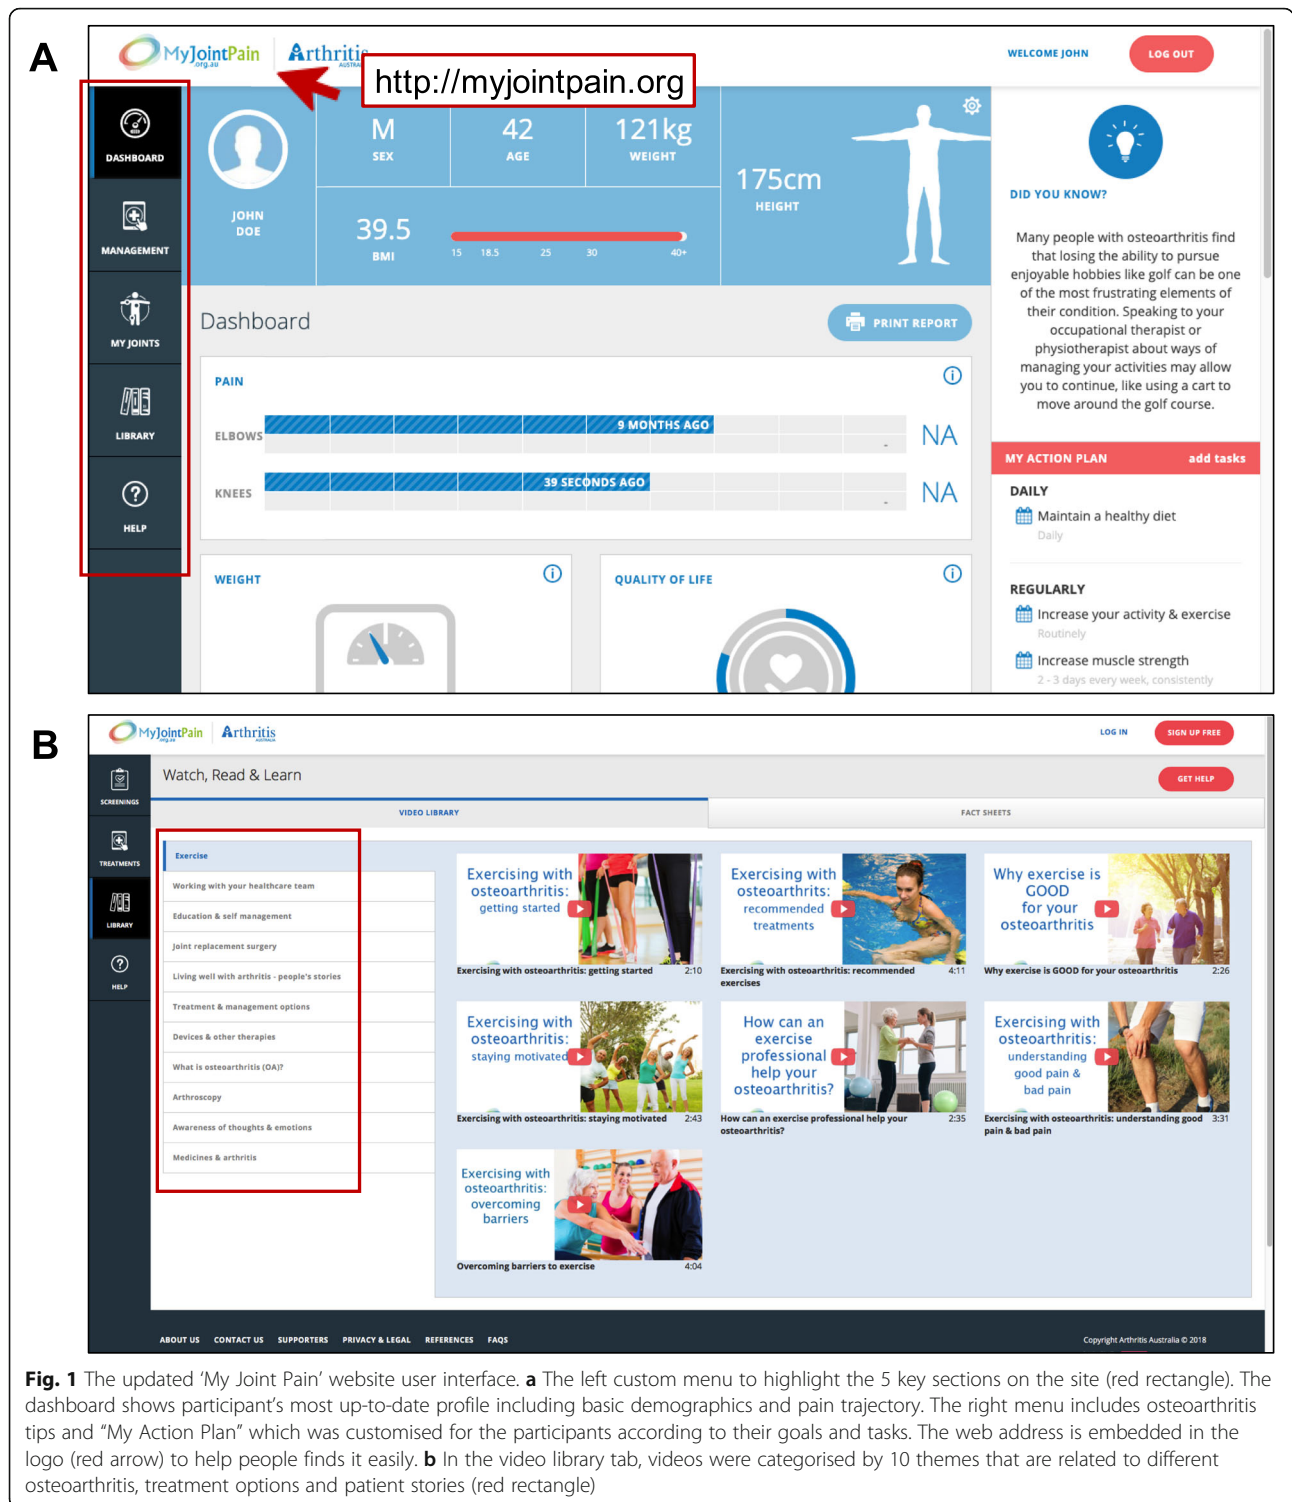 A
MyJointPain
.org.au
Arthritis
AUSTRALIA
http://myjointpain.org
WELCOME JOHN
LOG OUT
DASHBOARD
MANAGEMENT
MY JOINTS
LIBRARY
HELP
JOHN
DOE
M
SEX
42
AGE
121kg
WEIGHT
39.5
BMI
15 18.5 25 30 40+
175cm
HEIGHT
DID YOU KNOW?
Many people with osteoarthritis find
that losing the ability to pursue
enjoyable hobbies like golf can be one
of the most frustrating elements of
their condition. Speaking to your
occupational therapist or
physiotherapist about ways of
managing your activities may allow
you to continue, like using a cart to
move around the golf course.
Dashboard
PRINT REPORT
PAIN
ELBOWS
9 MONTHS AGO
-
NA
KNEES
39 SECONDS AGO
-
NA
WEIGHT
QUALITY OF LIFE
MY ACTION PLAN add tasks
DAILY
Maintain a healthy diet
Daily
REGULARLY
Increase your activity & exercise
Routinely
Increase muscle strength
2 - 3 days every week, consistently
B
MyJointPain
.org.au
Arthritis
AUSTRALIA
LOG IN
SIGN UP FREE
SCREENINGS
TREATMENTS
LIBRARY
HELP
Watch, Read & Learn
GET HELP
VIDEO LIBRARY
FACT SHEETS
Exercise
Working with your healthcare team
Education & self management
Joint replacement surgery
Living well with arthritis - people's stories
Treatment & management options
Devices & other therapies
What is osteoarthritis (OA)?
Arthroscopy
Awareness of thoughts & emotions
Medicines & arthritis
Exercising with
osteoarthritis:
getting started
Exercising with osteoarthritis: getting started 2:10
Exercising with
osteoarthrits:
recommended
treatments
Exercising with osteoarthritis: recommended 4:11
exercises
Why exercise is
GOOD
for your
osteoarthritis
Why exercise is GOOD for your osteoarthritis 2:26
Exercising with
osteoarthritis:
staying motivated
Exercising with osteoarthritis: staying motivated 2:43
How can an
exercise
professional
help your
osteoarthritis?
How can an exercise professional help your 2:35
osteoarthritis?
Exercising with
osteoarthritis:
understanding
good pain &
bad pain
Exercising with osteoarthritis: understanding good 3:31
pain & bad pain
Exercising with
osteoarthritis:
overcoming
barriers
Overcoming barriers to exercise 4:04
ABOUT US CONTACT US SUPPORTERS PRIVACY & LEGAL REFERENCES FAQS
Copyright Arthritis Australia © 2018
Fig. 1 The updated ‘My Joint Pain’ website user interface. a The left custom menu to highlight the 5 key sections on the site (red rectangle). The
dashboard shows participant’s most up-to-date profile including basic demographics and pain trajectory. The right menu includes osteoarthritis
tips and “My Action Plan” which was customised for the participants according to their goals and tasks. The web address is embedded in the
logo (red arrow) to help people finds it easily. b In the video library tab, videos were categorised by 10 themes that are related to different
osteoarthritis, treatment options and patient stories (red rectangle)